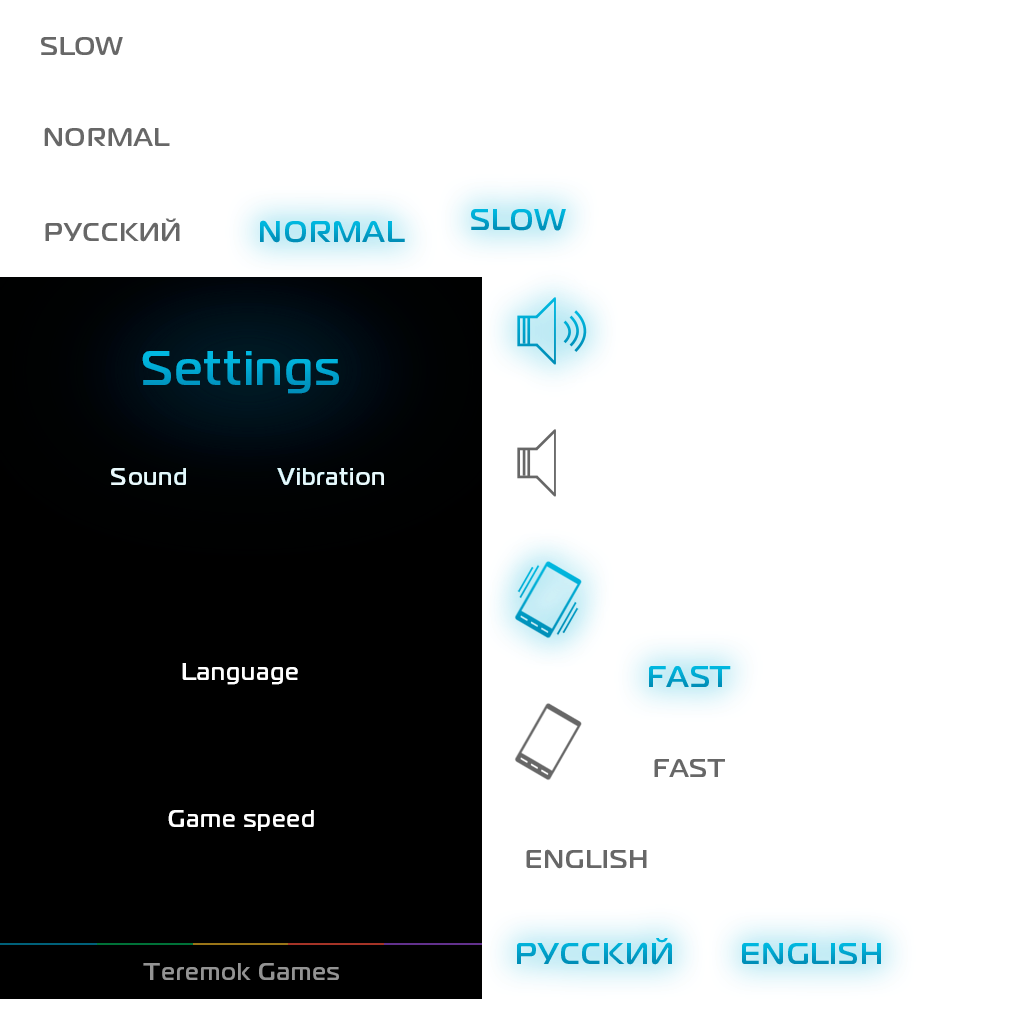 SLOW
NORMAL
РУССКИЙ
NORMAL
SLOW
Settings
Sound
Vibration
Language
Game speed
Teremok Games
FAST
FAST
ENGLISH
РУССКИЙ
ENGLISH